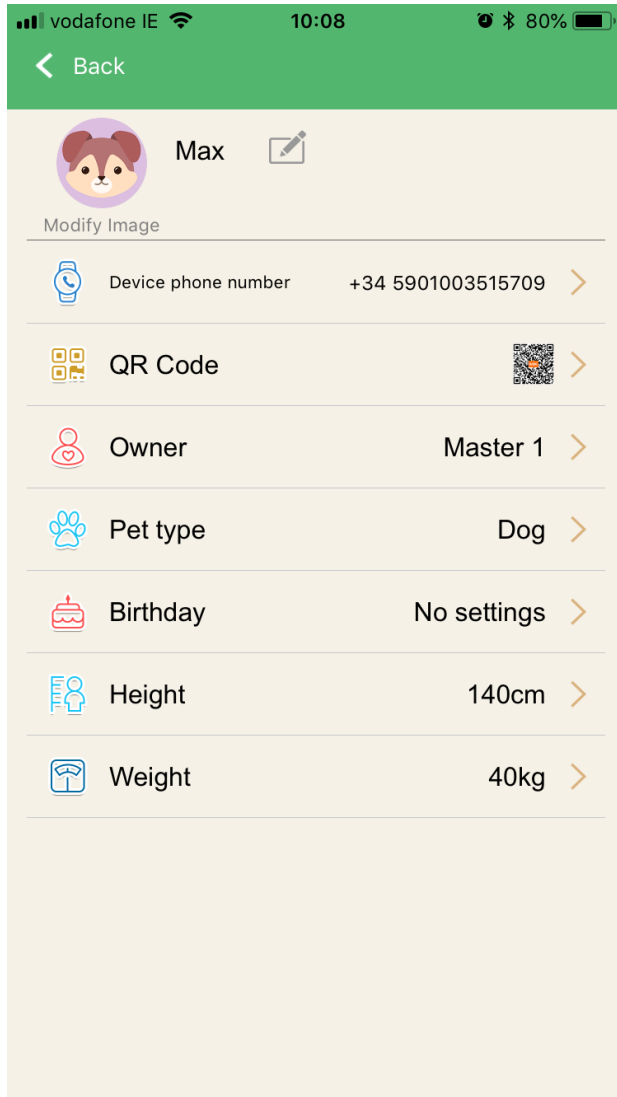 vodafone IE 10:08 80%
Back
Max
Modify Image
Device phone number +34 5901003515709
QR Code
Owner Master 1
Pet type Dog
Birthday No settings
Height 140cm
Weight 40kg